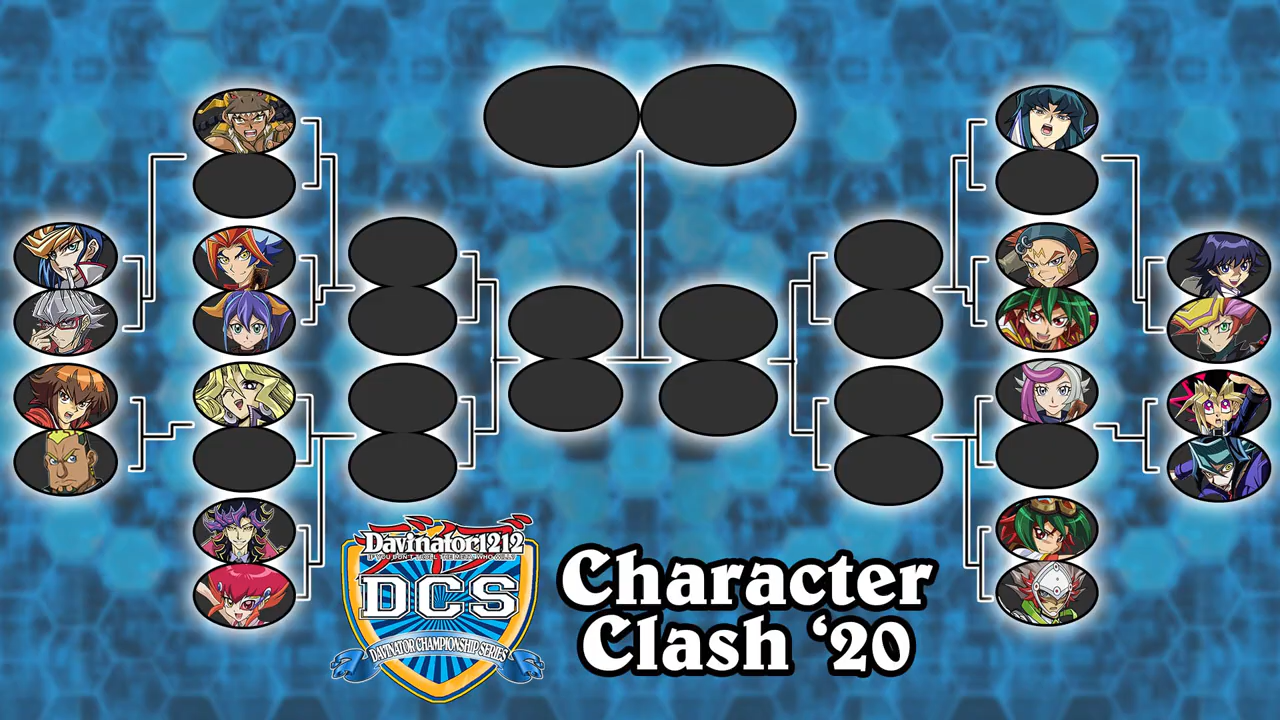 Davinator1212
DCS
DAVINATOR CHAMPIONSHIP SERIES
Character
Clash '20